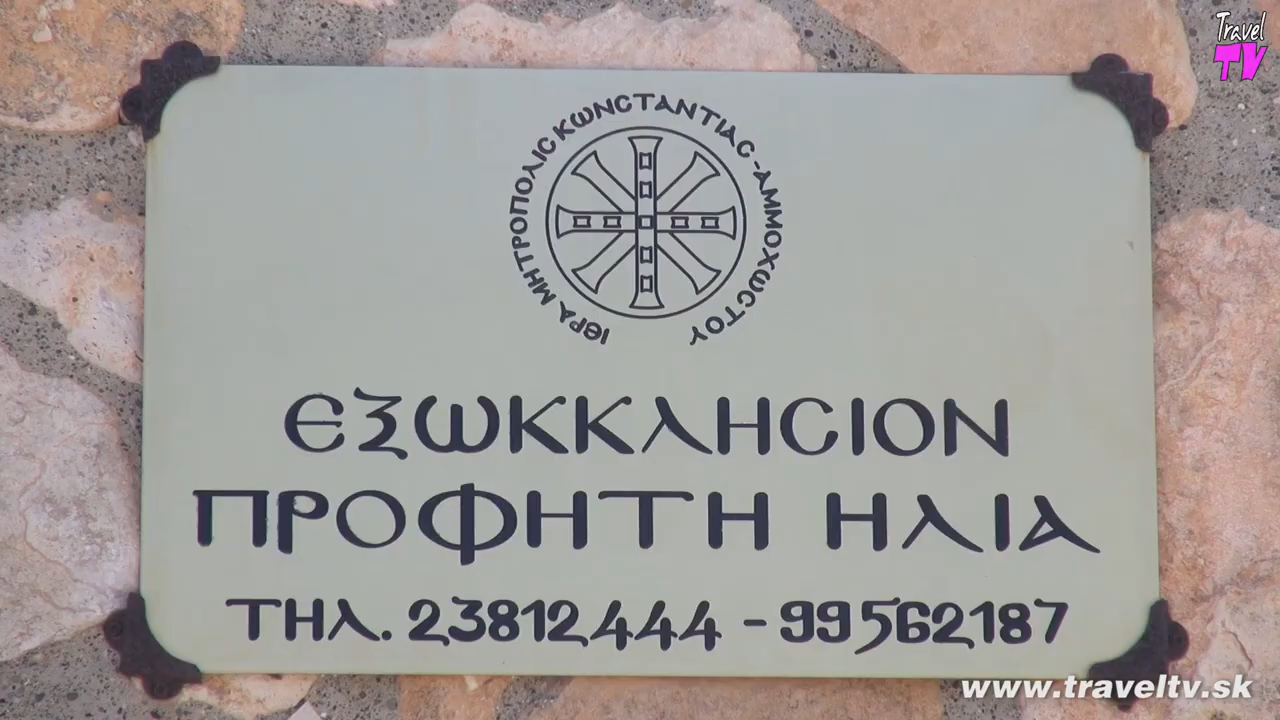 Travel
TV
ΙΕΡΑ ΜΗΤΡΟΠΟΛΙϹ ΚΩΝϹΤΑΝΤΙΑϹ - ΑΜΜΟΧΩϹΤΟΥ
ΕΞΩΚΚΛΗϹΙΟΝ
ΠΡΟΦΗΤΗ ΗΛΙΑ
ΤΗΛ. 23812444 - 99562187
www.traveltv.sk